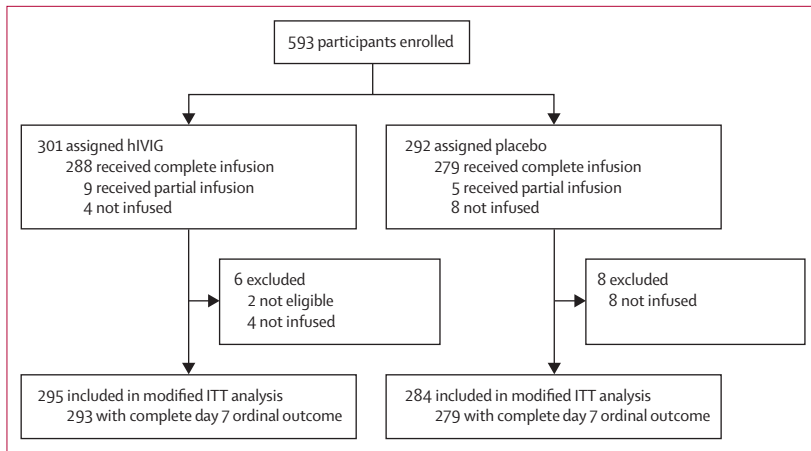 593 participants enrolled
301 assigned hIVIG
288 received complete infusion
9 received partial infusion
4 not infused
292 assigned placebo
279 received complete infusion
5 received partial infusion
8 not infused
6 excluded
2 not eligible
4 not infused
8 excluded
8 not infused
295 included in modified ITT analysis
293 with complete day 7 ordinal outcome
284 included in modified ITT analysis
279 with complete day 7 ordinal outcome